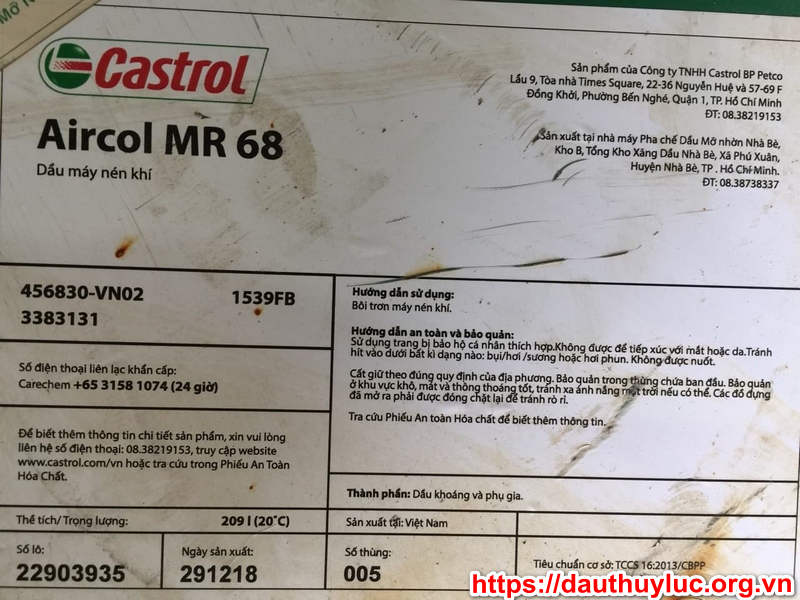 Mỡ N
Castrol
Aircol MR 68
Dầu máy nén khí
Sản phẩm của Công ty TNHH Castrol BP Petco
Lầu 9, Tòa nhà Times Square, 22-36 Nguyễn Huệ và 57-69 F
Đồng Khởi, Phường Bến Nghé, Quận 1, TP. Hồ Chí Minh
ĐT: 08.38219153
Sản xuất tại nhà máy Pha chế Dầu Mỡ nhờn Nhà Bè,
Kho B, Tổng Kho Xăng Dầu Nhà Bè, Xã Phú Xuân,
Huyện Nhà Bè, TP . Hồ Chí Minh.
ĐT: 08.38738337
456830-VN02 1539FB
3383131
Số điện thoại liên lạc khẩn cấp:
Carechem +65 3158 1074 (24 giờ)
Để biết thêm thông tin chi tiết sản phẩm, xin vui lòng
liên hệ số điện thoại: 08.38219153, truy cập website
www.castrol.com/vn hoặc tra cứu trong Phiếu An Toàn
Hóa Chất.
Thể tích/ Trọng lượng: 209 l (20°C)
Số lô: Ngày sản xuất:
22903935 291218
Hướng dẫn sử dụng:
Bôi trơn máy nén khí.
Hướng dẫn an toàn và bảo quản:
Sử dụng trang bị bảo hộ cá nhân thích hợp.Không được để tiếp xúc với mắt hoặc da.Tránh
hít vào dưới bất kì dạng nào: bụi/hơi /sương hoặc hơi phun. Không được nuốt.
Cất giữ theo đúng quy định của địa phương. Bảo quản trong thùng chứa ban đầu. Bảo quản
ở khu vực khô, mát và thông thoáng tốt, tránh xa ánh nắng mặt trời nếu có thể. Các đồ đựng
đã mở ra phải được đóng chặt lại để tránh rò rỉ.
Tra cứu Phiếu An toàn Hóa chất để biết thêm thông tin.
Thành phần: Dầu khoáng và phụ gia.
Sản xuất tại: Việt Nam
Số thùng:
005
Tiêu chuẩn cơ sở: TCCS 16:2013/CBPP
https://dauthuyluc.org.vn